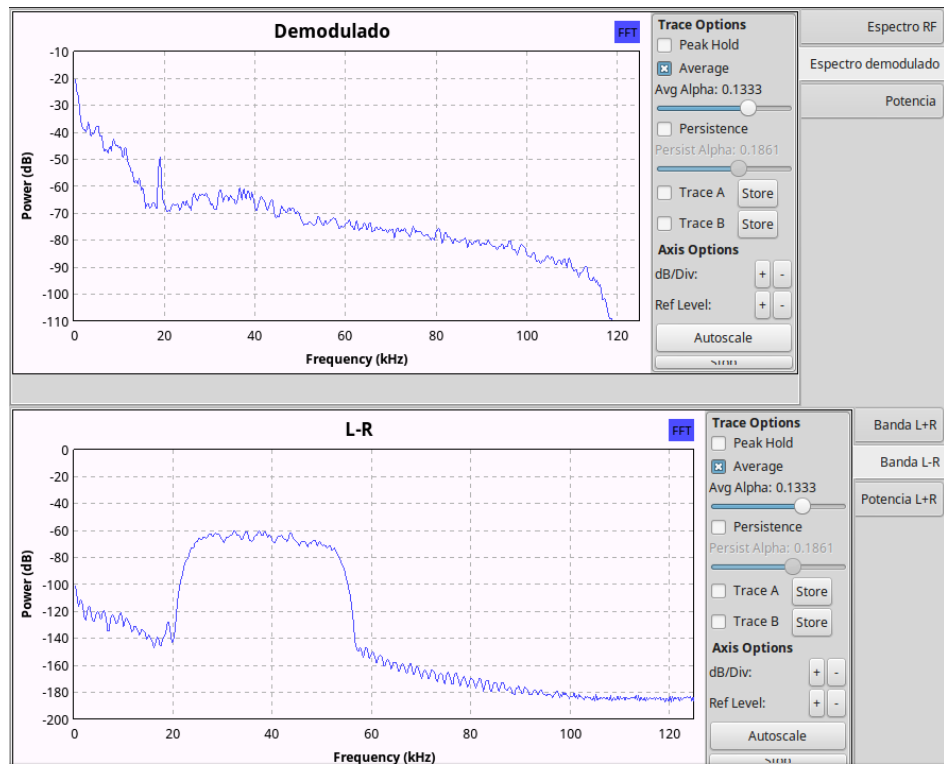 Demodulado
FFT
Power (dB)
-10
-20
-30
-40
-50
-60
-70
-80
-90
-100
-110
0 20 40 60 80 100 120
Frequency (kHz)
Trace Options
Peak Hold
Average
Avg Alpha: 0.1333
Persistence
Persist Alpha: 0.1861
Trace A Store
Trace B Store
Axis Options
dB/Div: + -
Ref Level: + -
Autoscale
Stop
Espectro RF
Espectro demodulado
Potencia
L-R
FFT
Power (dB)
0
-20
-40
-60
-80
-100
-120
-140
-160
-180
-200
0 20 40 60 80 100 120
Frequency (kHz)
Trace Options
Peak Hold
Average
Avg Alpha: 0.1333
Persistence
Persist Alpha: 0.1861
Trace A Store
Trace B Store
Axis Options
dB/Div: + -
Ref Level: + -
Autoscale
Stop
Banda L+R
Banda L-R
Potencia L+R